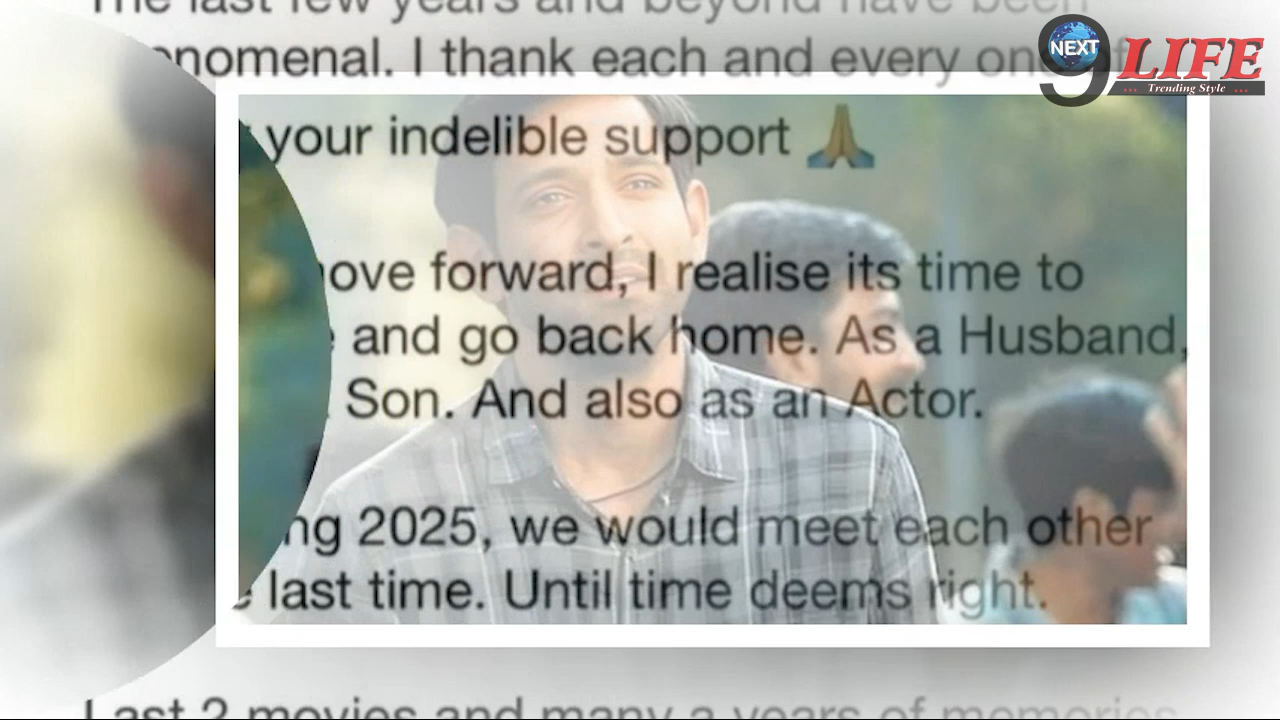 The last few years and beyond have been
NEXT
9 LIFE
Trending Style
enomenal. I thank each and every one
your indelible support 🙏
ove forward, I realise its time to
and go back home. As a Husband,
Son. And also as an Actor.
ng 2025, we would meet each other
last time. Until time deems right.
Last 2 movies and many a years of memories